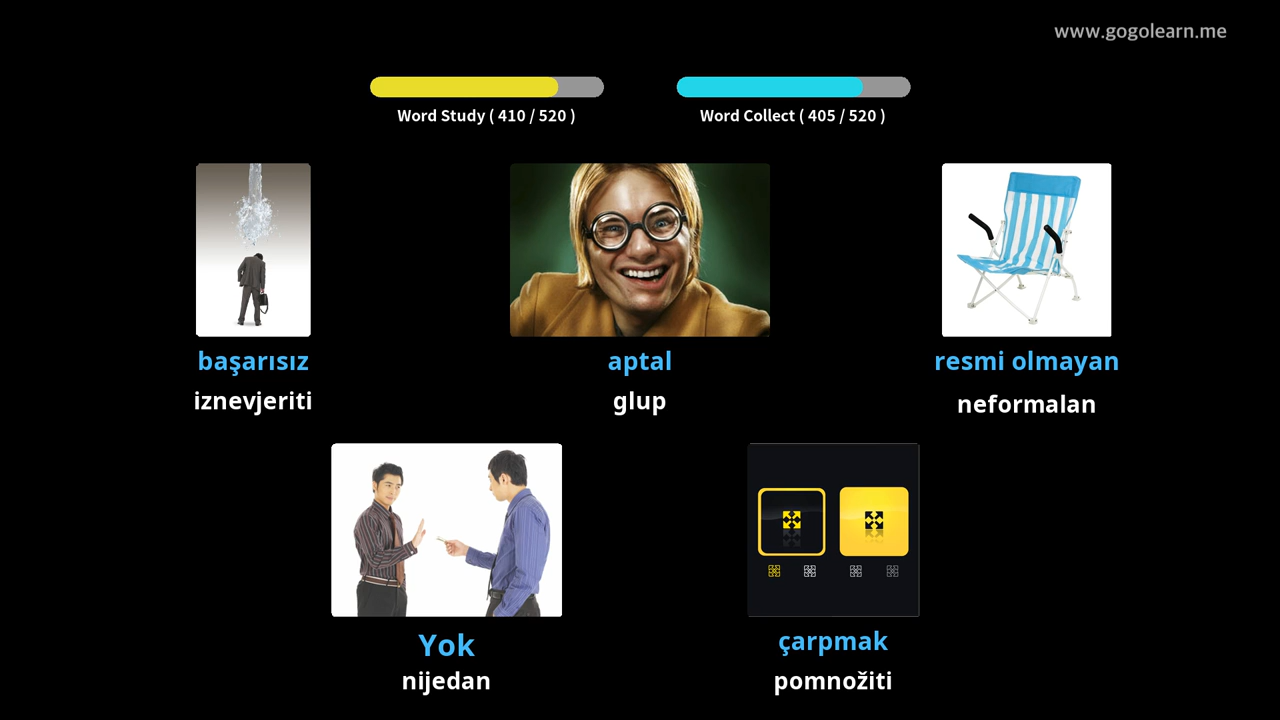 www.gogolearn.me
Word Study ( 410 / 520 )
Word Collect ( 405 / 520 )
başarısız
iznevjeriti
aptal
glup
resmi olmayan
neformalan
Yok
nijedan
çarpmak
pomnožiti